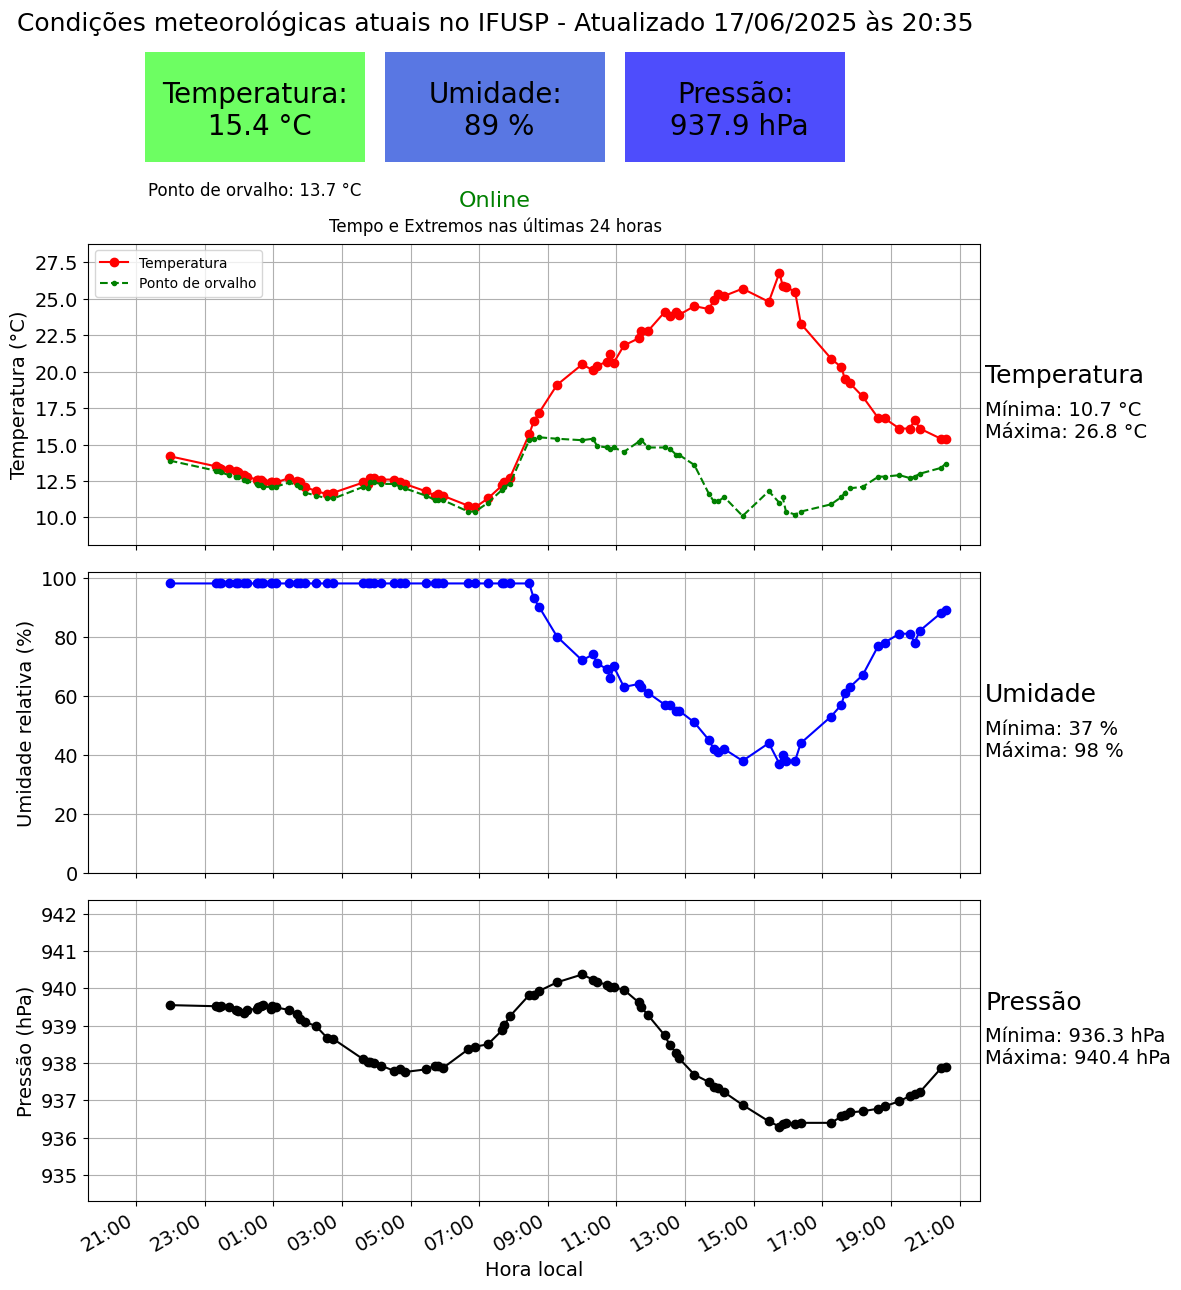 Condições meteorológicas atuais no IFUSP - Atualizado 17/06/2025 às 20:35
Temperatura:
15.4 °C
Umidade:
89 %
Pressão:
937.9 hPa
Ponto de orvalho: 13.7 °C
Online
Tempo e Extremos nas últimas 24 horas
Temperatura (°C)
27.5
25.0
22.5
20.0
17.5
15.0
12.5
10.0
Temperatura
Ponto de orvalho
Temperatura
Mínima: 10.7 °C
Máxima: 26.8 °C
Umidade relativa (%)
100
80
60
40
20
0
Umidade
Mínima: 37 %
Máxima: 98 %
Pressão (hPa)
942
941
940
939
938
937
936
935
Pressão
Mínima: 936.3 hPa
Máxima: 940.4 hPa
21:00
23:00
01:00
03:00
05:00
07:00
09:00
11:00
13:00
15:00
17:00
19:00
21:00
Hora local